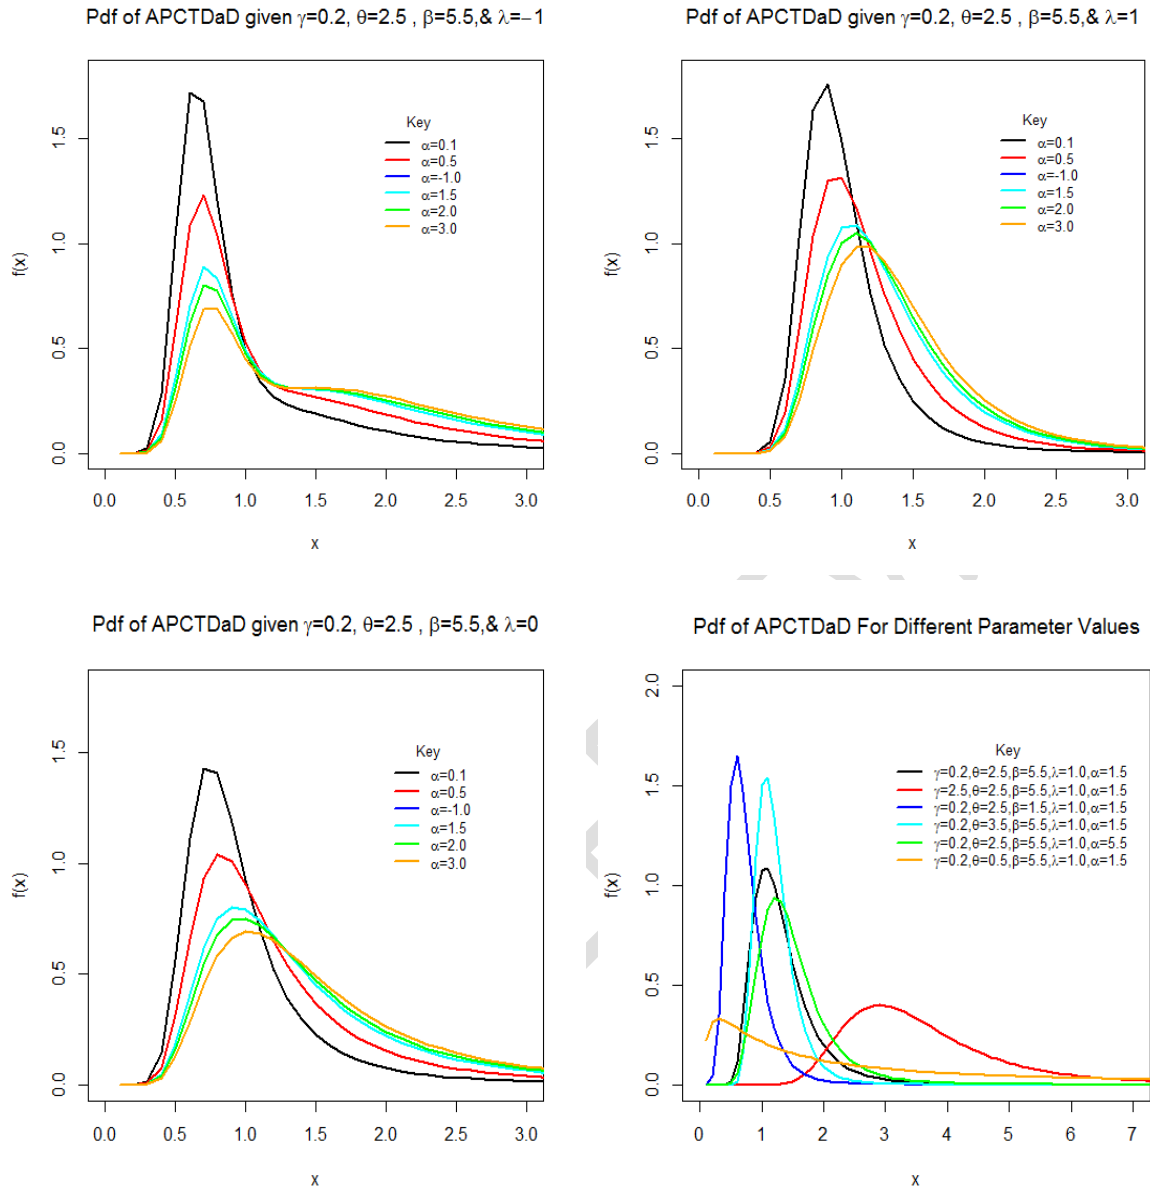 Pdf of APCTDaD given γ=0.2, θ=2.5 , β=5.5,& λ=−1
f(x)
0.0
0.5
1.0
1.5
Key
α=0.1
α=0.5
α=-1.0
α=1.5
α=2.0
α=3.0
0.0 0.5 1.0 1.5 2.0 2.5 3.0
x
Pdf of APCTDaD given γ=0.2, θ=2.5 , β=5.5,& λ=1
f(x)
0.0
0.5
1.0
1.5
Key
α=0.1
α=0.5
α=-1.0
α=1.5
α=2.0
α=3.0
0.0 0.5 1.0 1.5 2.0 2.5 3.0
x
Pdf of APCTDaD given γ=0.2, θ=2.5 , β=5.5,& λ=0
f(x)
0.0
0.5
1.0
1.5
Key
α=0.1
α=0.5
α=-1.0
α=1.5
α=2.0
α=3.0
0.0 0.5 1.0 1.5 2.0 2.5 3.0
x
Pdf of APCTDaD For Different Parameter Values
f(x)
0.0
0.5
1.0
1.5
2.0
Key
γ=0.2,θ=2.5,β=5.5,λ=1.0,α=1.5
γ=2.5,θ=2.5,β=5.5,λ=1.0,α=1.5
γ=0.2,θ=2.5,β=1.5,λ=1.0,α=1.5
γ=0.2,θ=3.5,β=5.5,λ=1.0,α=1.5
γ=0.2,θ=2.5,β=5.5,λ=1.0,α=5.5
γ=0.2,θ=0.5,β=5.5,λ=1.0,α=1.5
0 1 2 3 4 5 6 7
x